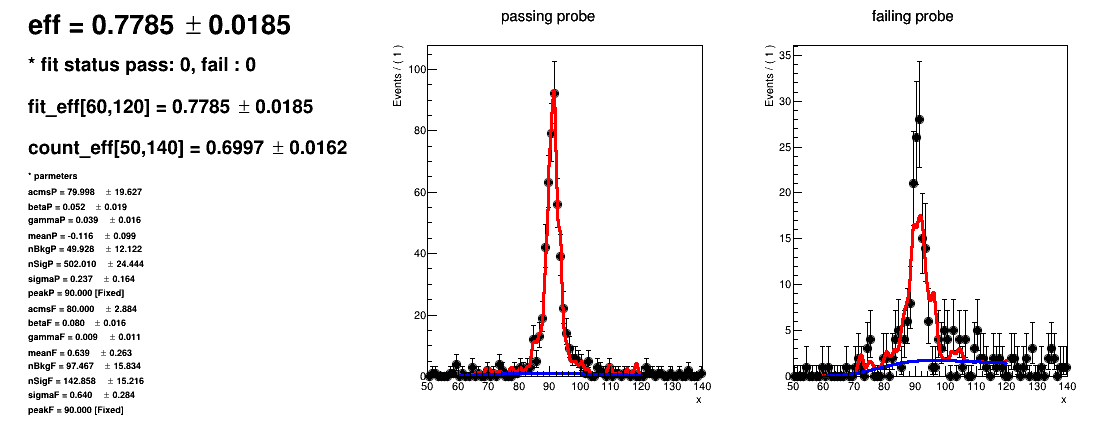 eff = 0.7785 ± 0.0185
* fit status pass: 0, fail : 0
fit_eff[60,120] = 0.7785 ± 0.0185
count_eff[50,140] = 0.6997 ± 0.0162
* parmeters
acmsP = 79.998 ± 19.627
betaP = 0.052 ± 0.019
gammaP = 0.039 ± 0.016
meanP = -0.116 ± 0.099
nBkgP = 49.928 ± 12.122
nSigP = 502.010 ± 24.444
sigmaP = 0.237 ± 0.164
peakP = 90.000 [Fixed]
acmsF = 80.000 ± 2.884
betaF = 0.080 ± 0.016
gammaF = 0.009 ± 0.011
meanF = 0.639 ± 0.263
nBkgF = 97.467 ± 15.834
nSigF = 142.858 ± 15.216
sigmaF = 0.640 ± 0.284
peakF = 90.000 [Fixed]
passing probe
Events / ( 1 )
100
80
60
40
20
0
50 60 70 80 90 100 110 120 130 140
x
failing probe
Events / ( 1 )
35
30
25
20
15
10
5
0
50 60 70 80 90 100 110 120 130 140
x